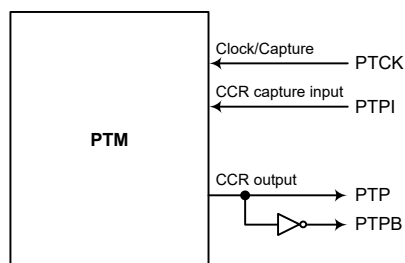 Clock/Capture
PTCK
CCR capture input
PTPI
PTM
CCR output
PTP
PTPB